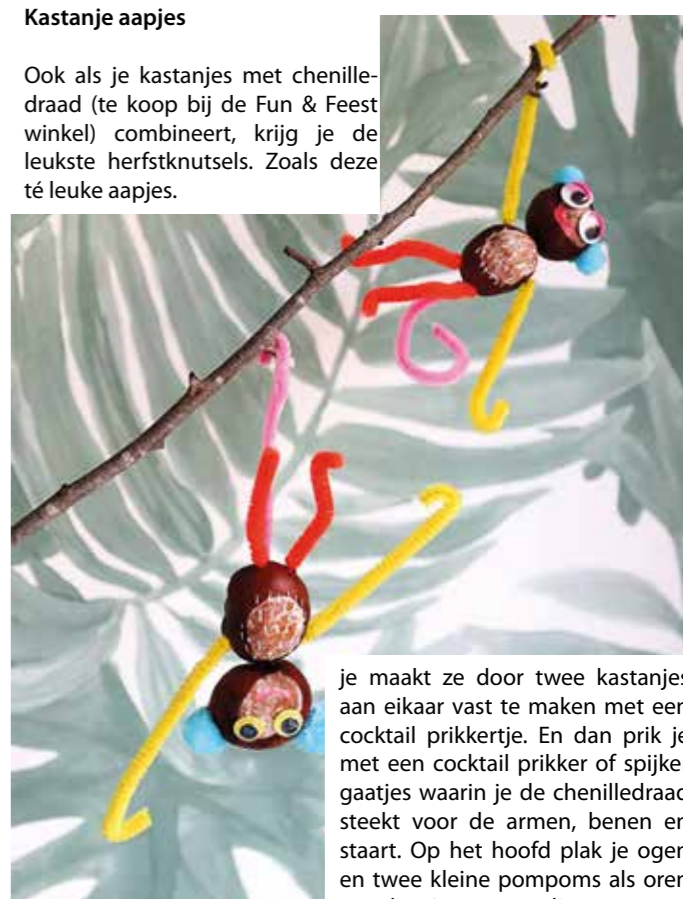 Kastanje aapjes
Ook als je kastanjes met chenille-
draad (te koop bij de Fun & Feest
winkel) combineert, krijg je de
leukste herfstknutsels. Zoals deze
té leuke aapjes.
je maakt ze door twee kastanjes
aan eikaar vast te maken met een
cocktail prikkertje. En dan prik je
met een cocktail prikker of spijker
gaatjes waarin je de chenilledraad
steekt voor de armen, benen en
staart. Op het hoofd plak je ogen
en twee kleine pompoms als oren